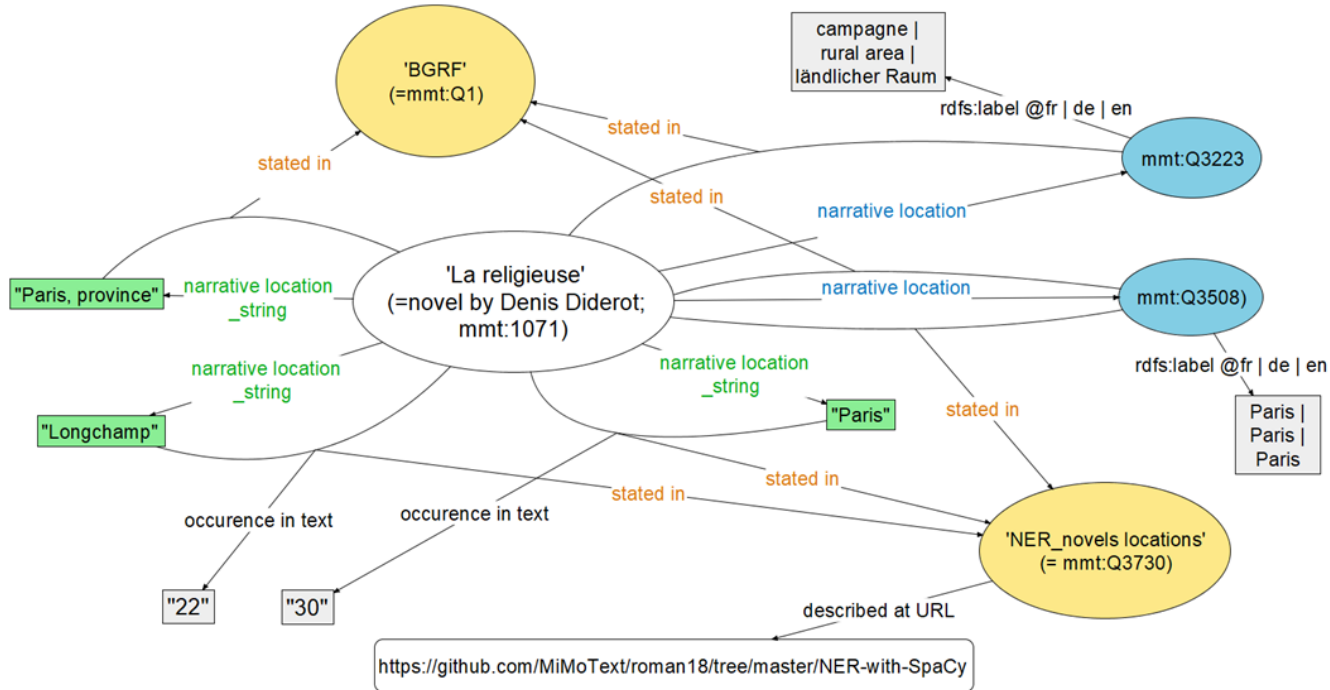 campagne |
rural area |
ländlicher Raum
'BGRF'
(=mmt:Q1)
rdfs:label @fr | de | en
stated in
stated in
mmt:Q3223
stated in
narrative location
'La religieuse'
(=novel by Denis Diderot;
mmt:1071)
"Paris, province"
narrative location
_string
narrative location
mmt:Q3508)
rdfs:label @fr | de | en
narrative location
_string
narrative location
_string
"Longchamp"
"Paris"
Paris |
Paris |
Paris
stated in
stated in
stated in
occurence in text
occurence in text
'NER_novels locations'
(= mmt:Q3730)
"22"
"30"
described at URL
https://github.com/MiMoText/roman18/tree/master/NER-with-SpaCy